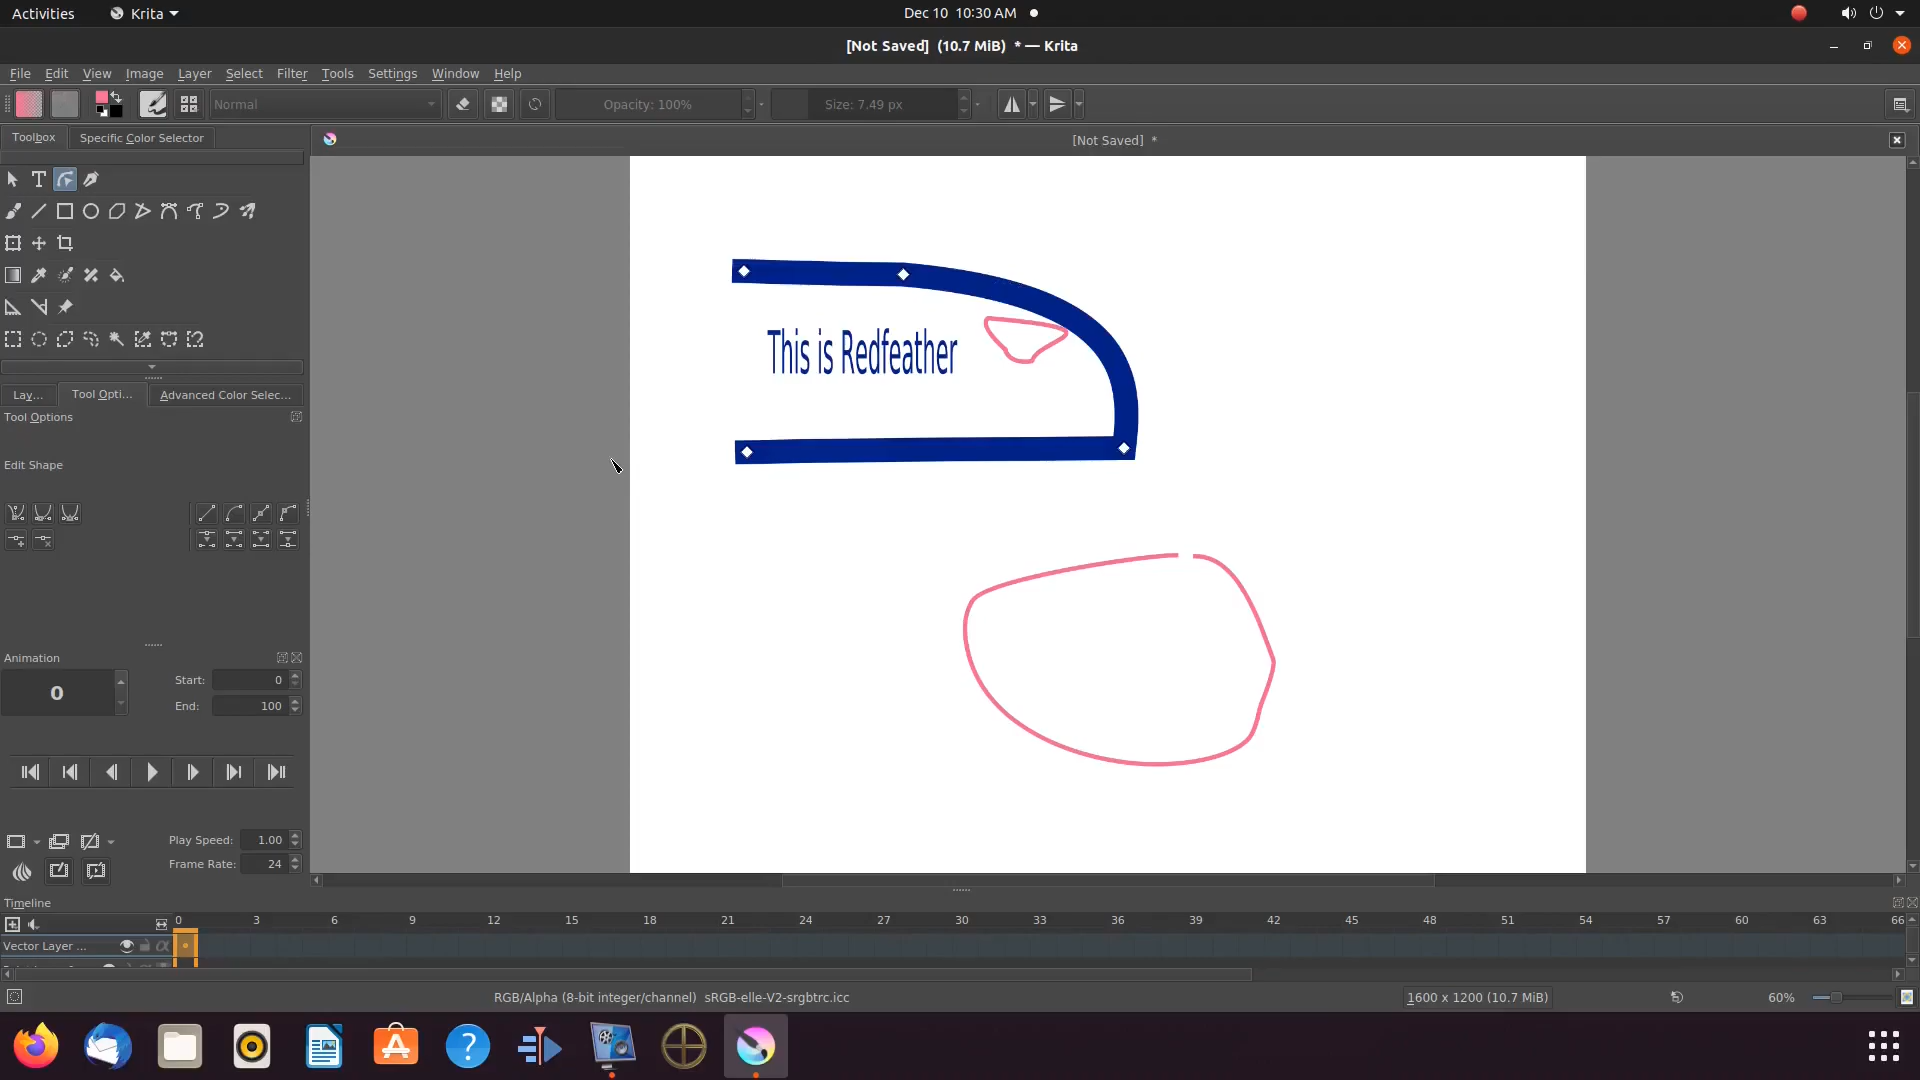 Activities Krita Dec 10 10:30 AM
[Not Saved] (10.7 MiB) * — Krita
File Edit View Image Layer Select Filter Tools Settings Window Help
Normal Opacity: 100% Size: 7.49 px
Toolbox Specific Color Selector [Not Saved] *
This is Redfeather
Lay... Tool Opti... Advanced Color Selec...
Tool Options
Edit Shape
Animation
0 Start: 0
End: 100
Play Speed: 1.00
Frame Rate: 24
Timeline
0 3 6 9 12 15 18 21 24 27 30 33 36 39 42 45 48 51 54 57 60 63 66
Vector Layer ...
RGB/Alpha (8-bit integer/channel) sRGB-elle-V2-srgbtrc.icc 1600 x 1200 (10.7 MiB) 60%